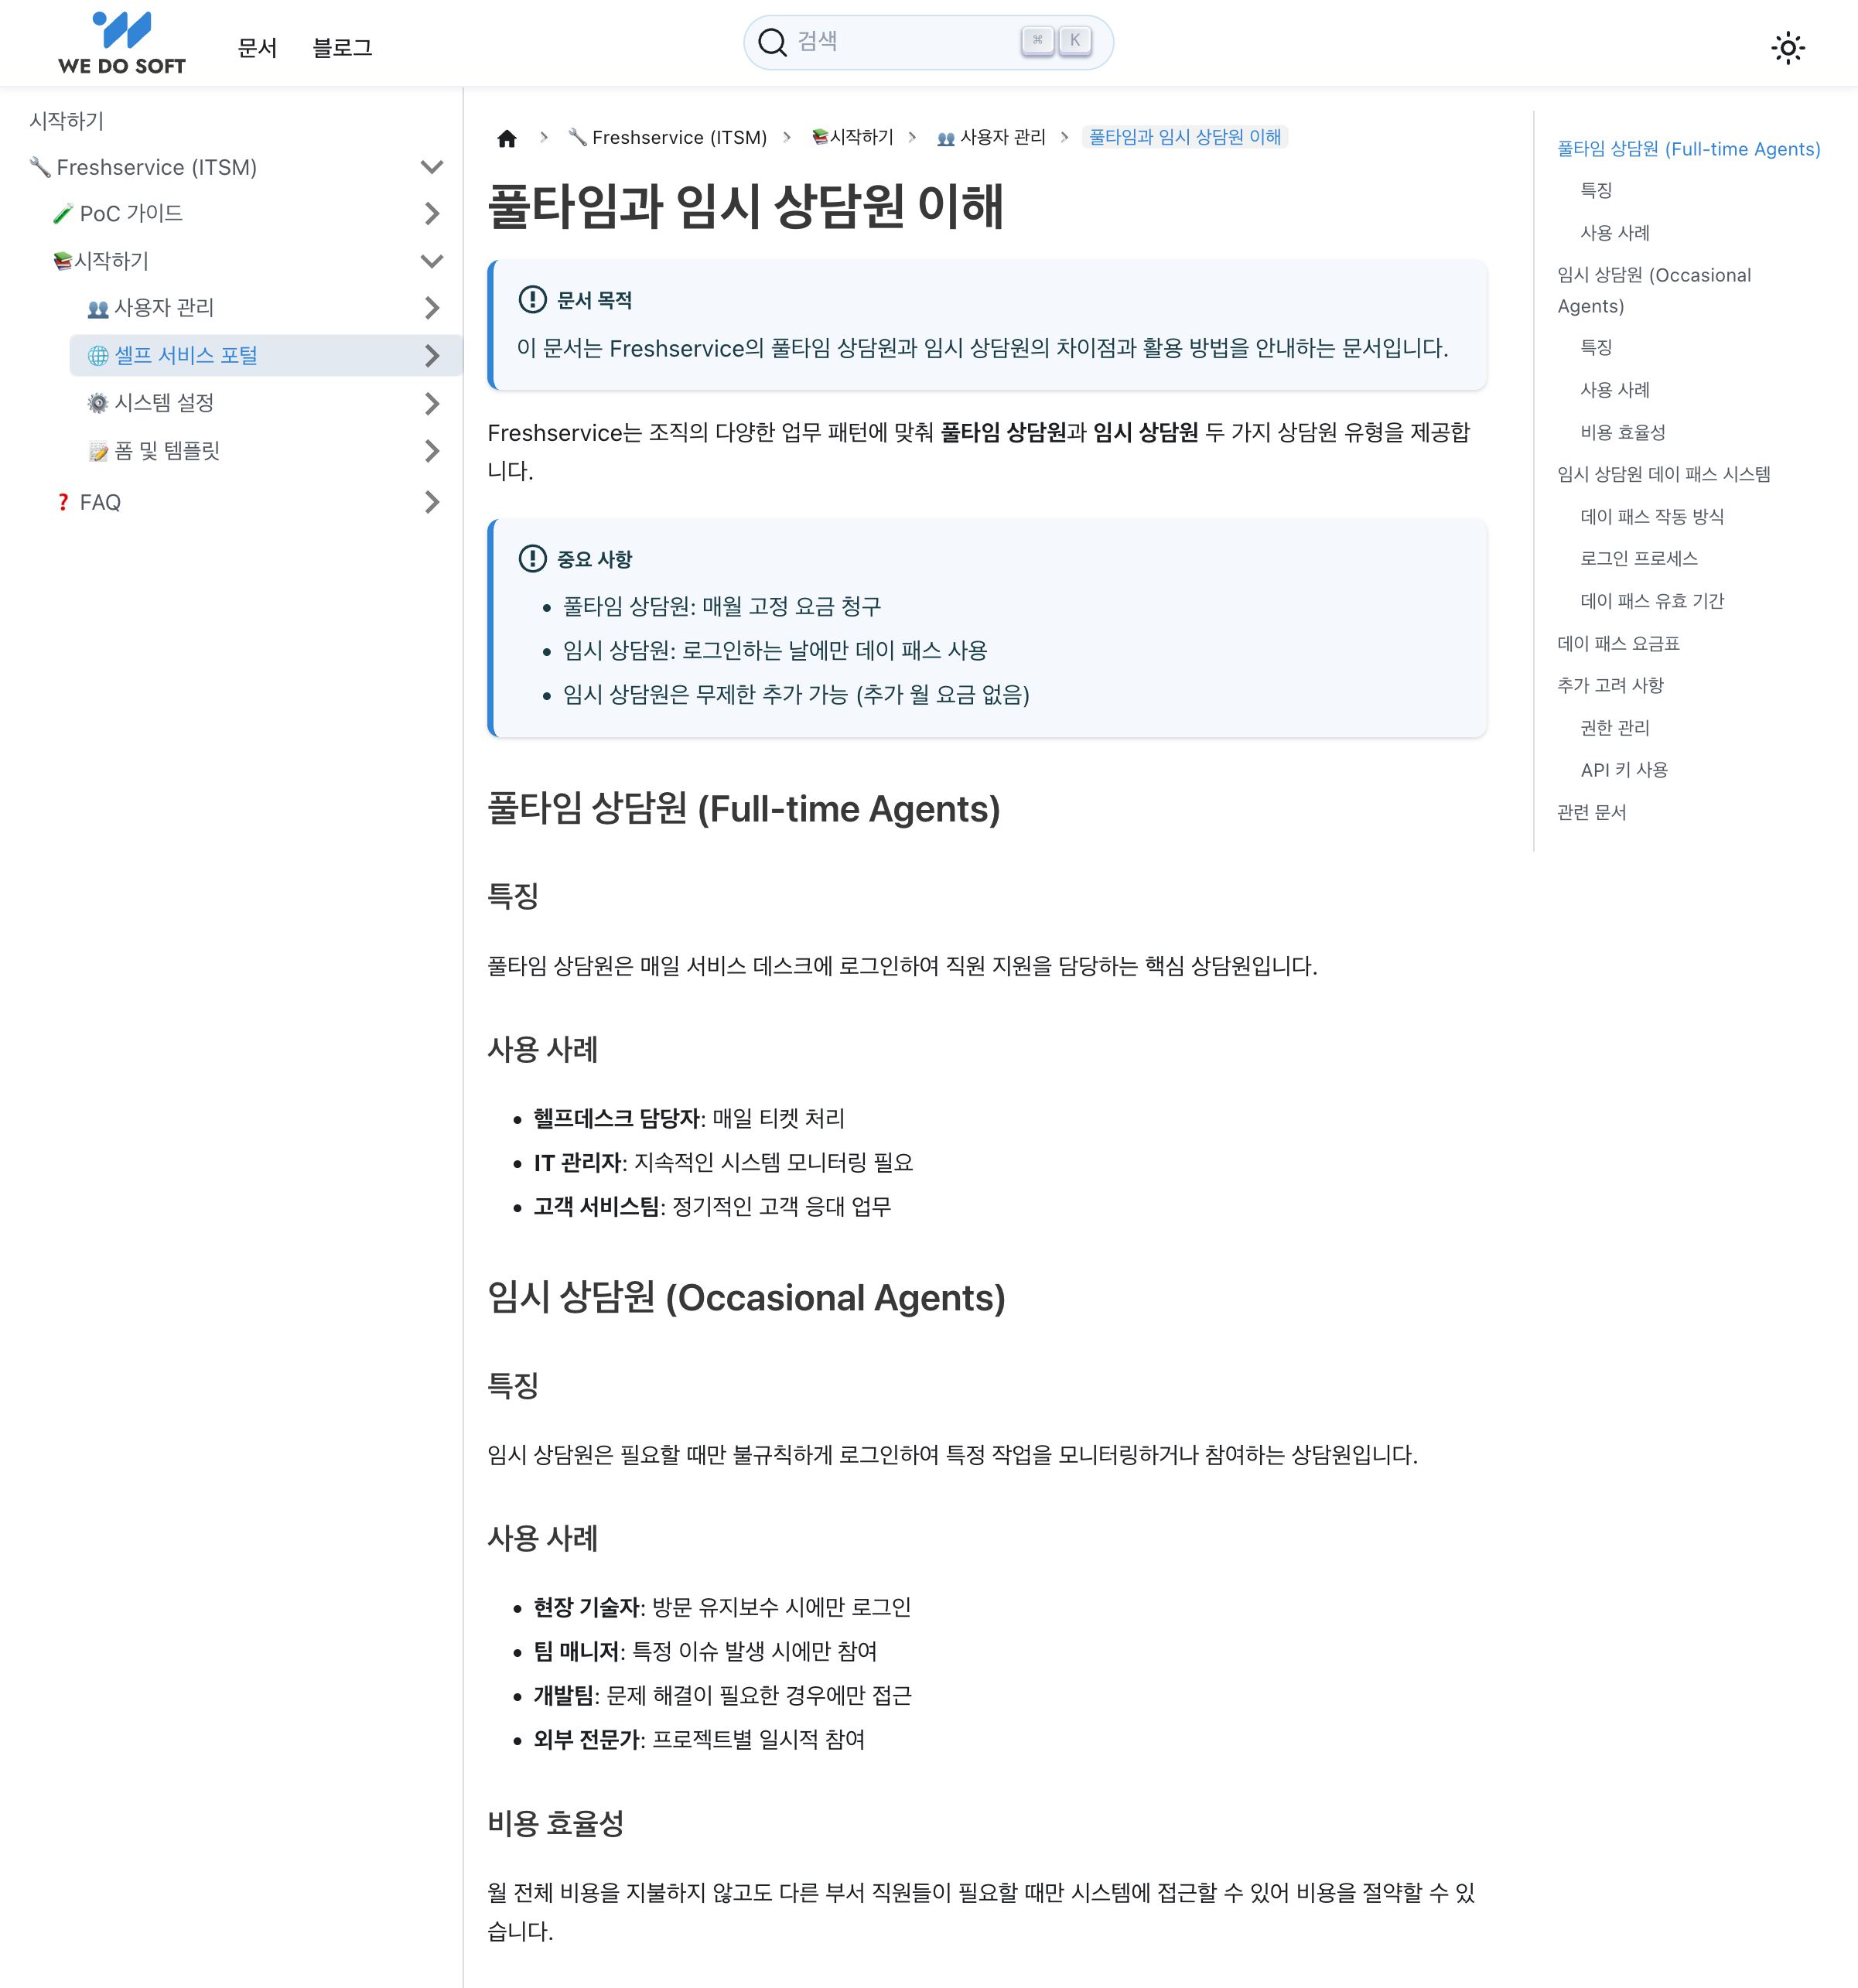 WE DO SOFT
문서
블로그
검색
⌘ K
시작하기
🔧 Freshservice (ITSM)
🧪 PoC 가이드
📚시작하기
👥 사용자 관리
🌐 셀프 서비스 포털
⚙️ 시스템 설정
📝 폼 및 템플릿
❓ FAQ
🔧 Freshservice (ITSM) > 📚시작하기 > 👥 사용자 관리 > 풀타임과 임시 상담원 이해
풀타임과 임시 상담원 이해
문서 목적
이 문서는 Freshservice의 풀타임 상담원과 임시 상담원의 차이점과 활용 방법을 안내하는 문서입니다.
Freshservice는 조직의 다양한 업무 패턴에 맞춰 풀타임 상담원과 임시 상담원 두 가지 상담원 유형을 제공합
니다.
중요 사항
• 풀타임 상담원: 매월 고정 요금 청구
• 임시 상담원: 로그인하는 날에만 데이 패스 사용
• 임시 상담원은 무제한 추가 가능 (추가 월 요금 없음)
풀타임 상담원 (Full-time Agents)
특징
풀타임 상담원은 매일 서비스 데스크에 로그인하여 직원 지원을 담당하는 핵심 상담원입니다.
사용 사례
• 헬프데스크 담당자: 매일 티켓 처리
• IT 관리자: 지속적인 시스템 모니터링 필요
• 고객 서비스팀: 정기적인 고객 응대 업무
임시 상담원 (Occasional Agents)
특징
임시 상담원은 필요할 때만 불규칙하게 로그인하여 특정 작업을 모니터링하거나 참여하는 상담원입니다.
사용 사례
• 현장 기술자: 방문 유지보수 시에만 로그인
• 팀 매니저: 특정 이슈 발생 시에만 참여
• 개발팀: 문제 해결이 필요한 경우에만 접근
• 외부 전문가: 프로젝트별 일시적 참여
비용 효율성
월 전체 비용을 지불하지 않고도 다른 부서 직원들이 필요할 때만 시스템에 접근할 수 있어 비용을 절약할 수 있
습니다.
풀타임 상담원 (Full-time Agents)
특징
사용 사례
임시 상담원 (Occasional
Agents)
특징
사용 사례
비용 효율성
임시 상담원 데이 패스 시스템
데이 패스 작동 방식
로그인 프로세스
데이 패스 유효 기간
데이 패스 요금표
추가 고려 사항
권한 관리
API 키 사용
관련 문서